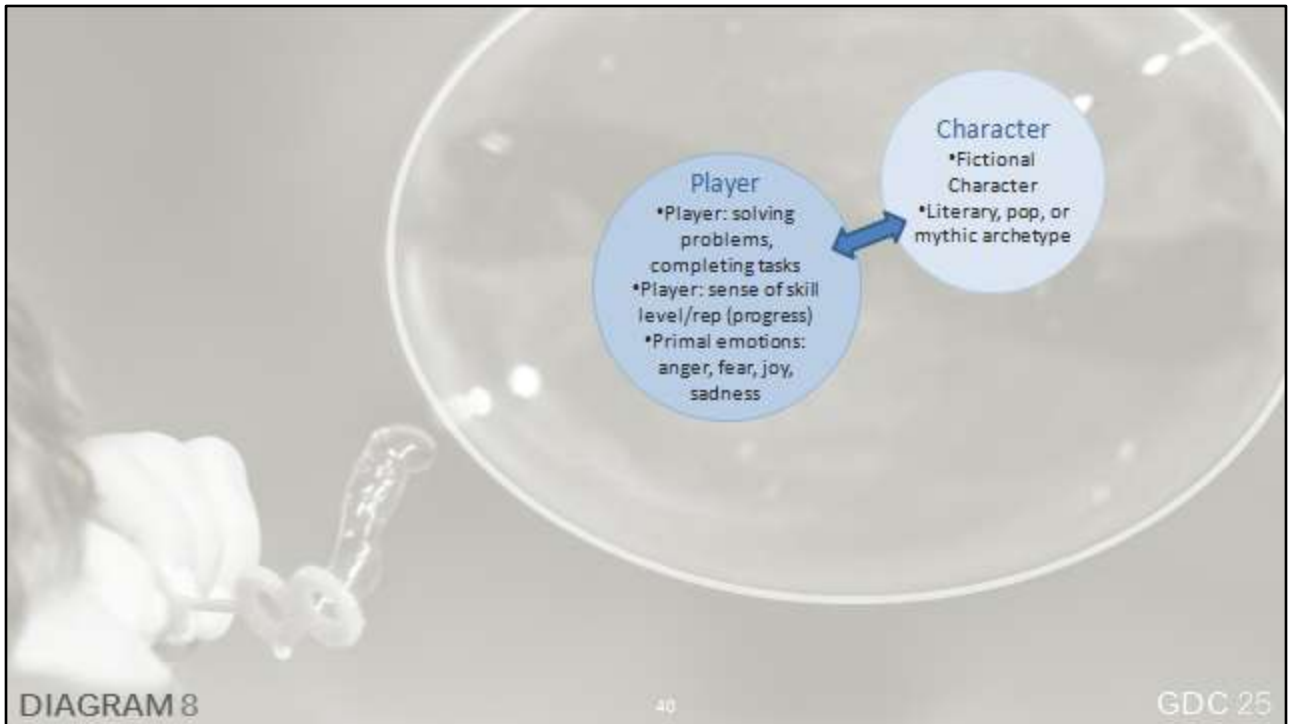 Player
•Player: solving
problems,
completing tasks
•Player: sense of skill
level/rep (progress)
•Primal emotions:
anger, fear, joy,
sadness
Character
•Fictional
Character
•Literary, pop, or
mythic archetype
DIAGRAM 8
40
GDC 25